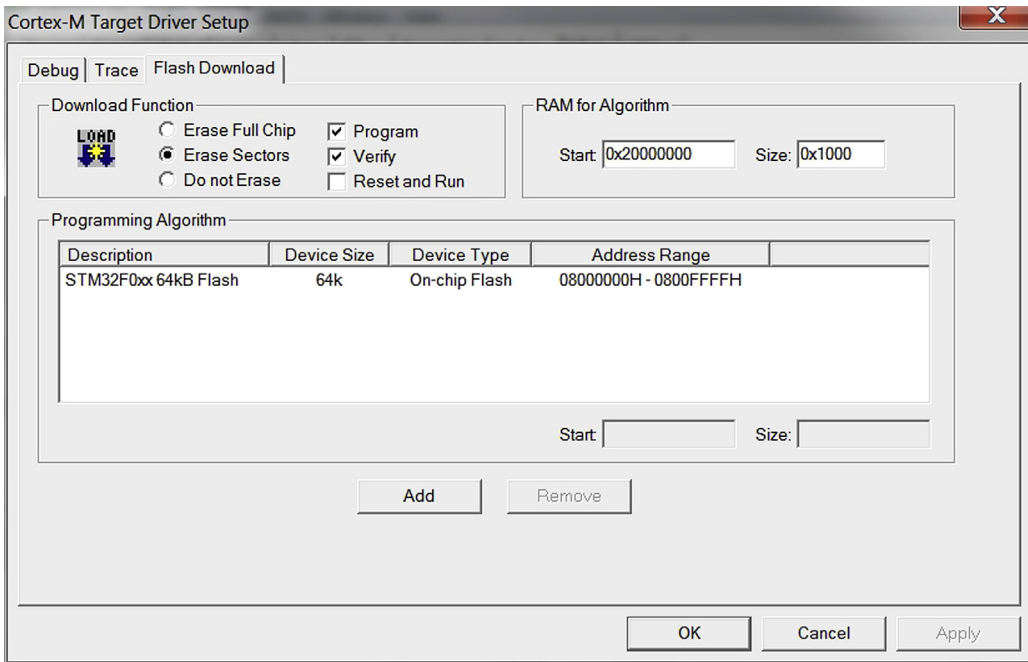 Cortex-M Target Driver Setup
X
Debug Trace Flash Download
Download Function
LOAD
Erase Full Chip
Erase Sectors
Do not Erase
Program
Verify
Reset and Run
RAM for Algorithm
Start: 0x20000000 Size: 0x1000
Programming Algorithm
Description Device Size Device Type Address Range
STM32F0xx 64kB Flash 64k On-chip Flash 08000000H - 0800FFFFH
Start: Size:
Add Remove
OK Cancel Apply